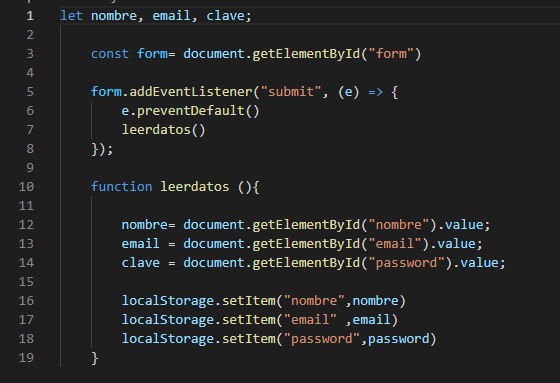 1 let nombre, email, clave;
2
3 const form= document.getElementById("form")
4
5 form.addEventListener("submit", (e) => {
6 e.preventDefault()
7 leerdatos()
8 });
9
10 function leerdatos (){
11
12 nombre= document.getElementById("nombre").value;
13 email = document.getElementById("email").value;
14 clave = document.getElementById("password").value;
15
16 localStorage.setItem("nombre",nombre)
17 localStorage.setItem("email" ,email)
18 localStorage.setItem("password",password)
19 }